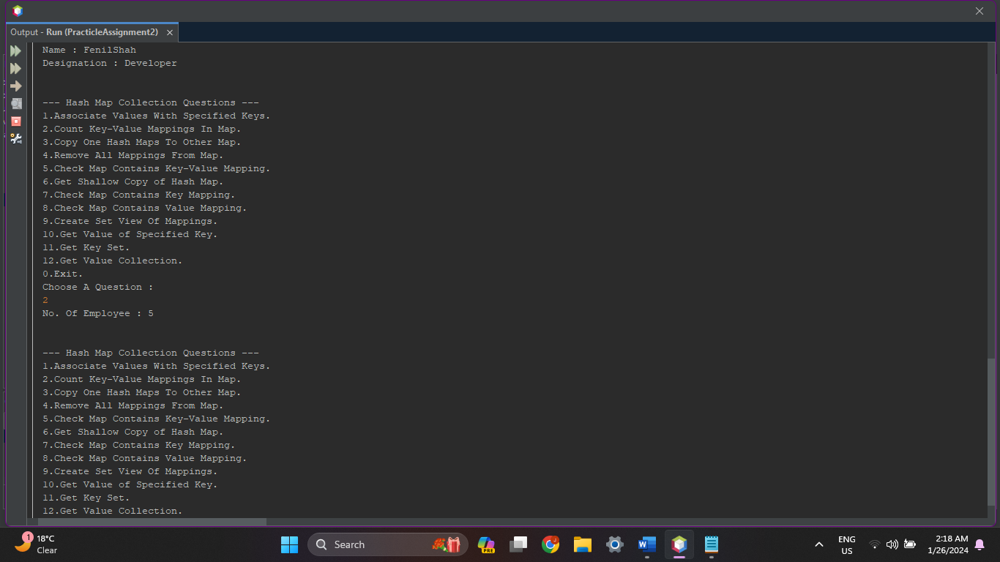 Output - Run (PracticleAssignment2)
Name : FenilShah
Designation : Developer
--- Hash Map Collection Questions ---
1.Associate Values With Specified Keys.
2.Count Key-Value Mappings In Map.
3.Copy One Hash Maps To Other Map.
4.Remove All Mappings From Map.
5.Check Map Contains Key-Value Mapping.
6.Get Shallow Copy of Hash Map.
7.Check Map Contains Key Mapping.
8.Check Map Contains Value Mapping.
9.Create Set View Of Mappings.
10.Get Value of Specified Key.
11.Get Key Set.
12.Get Value Collection.
0.Exit.
Choose A Question :
2
No. Of Employee : 5
--- Hash Map Collection Questions ---
1.Associate Values With Specified Keys.
2.Count Key-Value Mappings In Map.
3.Copy One Hash Maps To Other Map.
4.Remove All Mappings From Map.
5.Check Map Contains Key-Value Mapping.
6.Get Shallow Copy of Hash Map.
7.Check Map Contains Key Mapping.
8.Check Map Contains Value Mapping.
9.Create Set View Of Mappings.
10.Get Value of Specified Key.
11.Get Key Set.
12.Get Value Collection.
1
18°C
Clear
Search
PRE
W
ENG
US
2:18 AM
1/26/2024